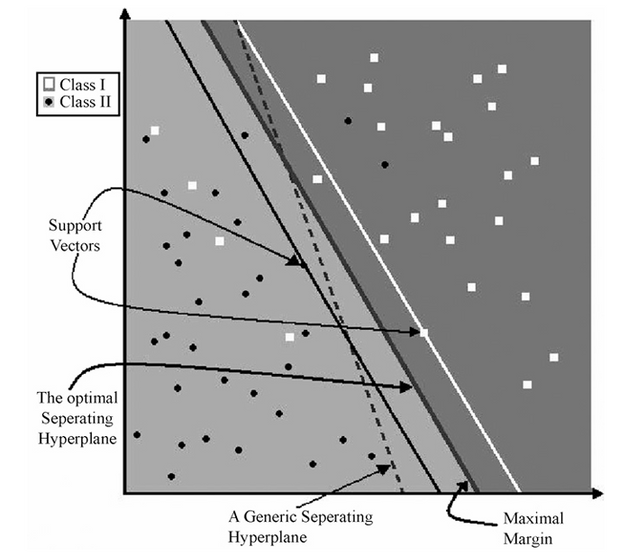 Class I
Class II
Support
Vectors
The optimal
Seperating
Hyperplane
A Generic Seperating
Hyperplane
Maximal
Margin